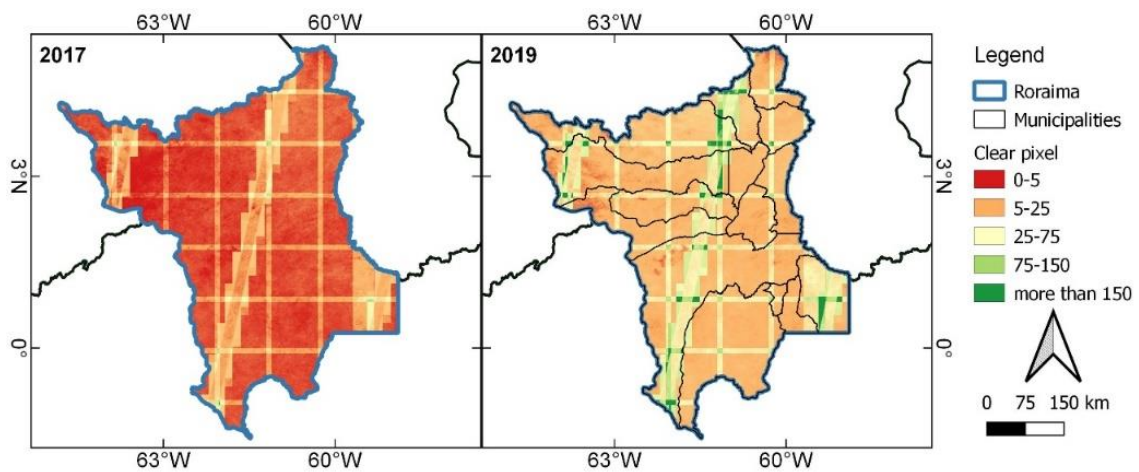 63°W 60°W 63°W 60°W
2017
2019
3°N
0°
3°N
0°
63°W 60°W 63°W 60°W
Legend
Roraima
Municipalities
Clear pixel
0-5
5-25
25-75
75-150
more than 150
0 75 150 km